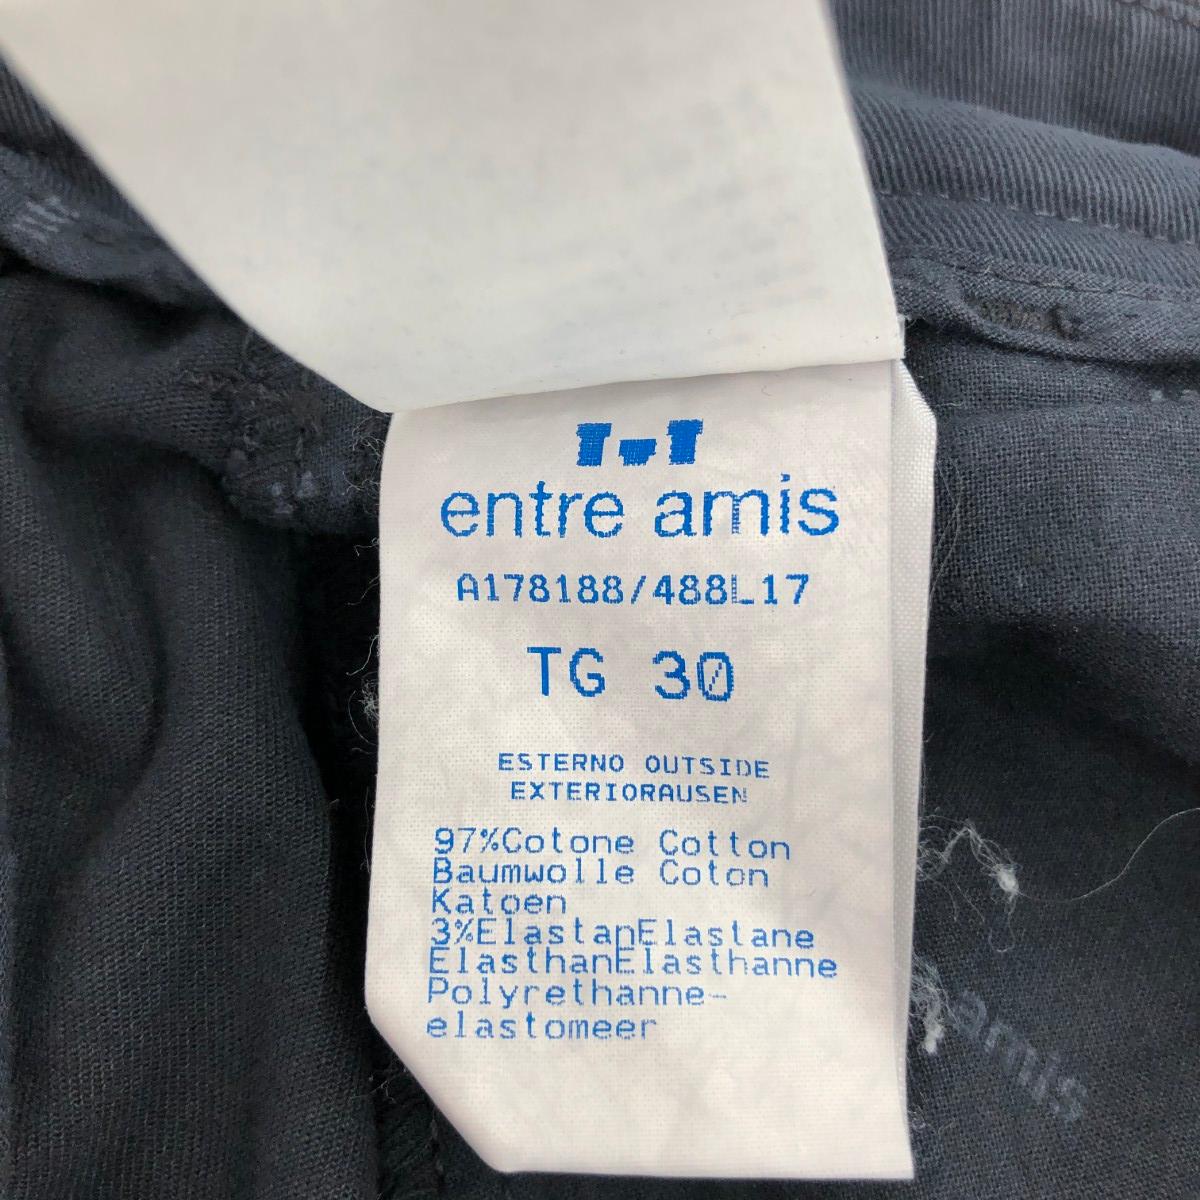 entre amis
A178188/488L17
TG 30
ESTERNO OUTSIDE
EXTERIORAUSEN
97%Cotone Cotton
Baumwolle Coton
Katoen
3%ElastanElastane
ElasthanElasthanne
Polyrethanne-
elastomeer
amis